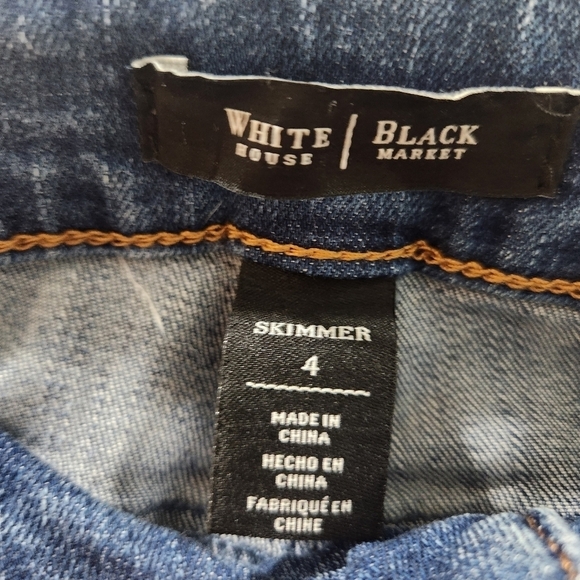 WHITE HOUSE | BLACK MARKET
SKIMMER
4
MADE IN
CHINA
HECHO EN
CHINA
FABRIQUÉ EN
CHINE